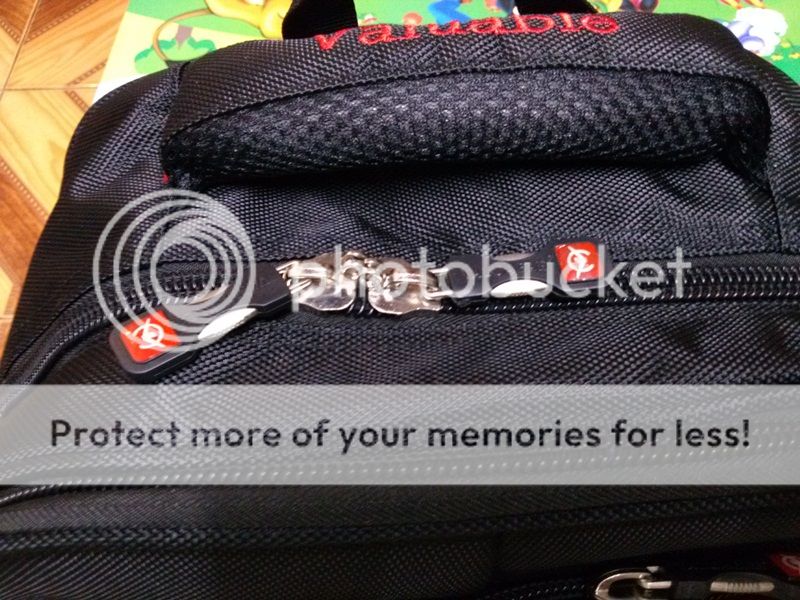 Valuable
photobucket
Protect more of your memories for less!